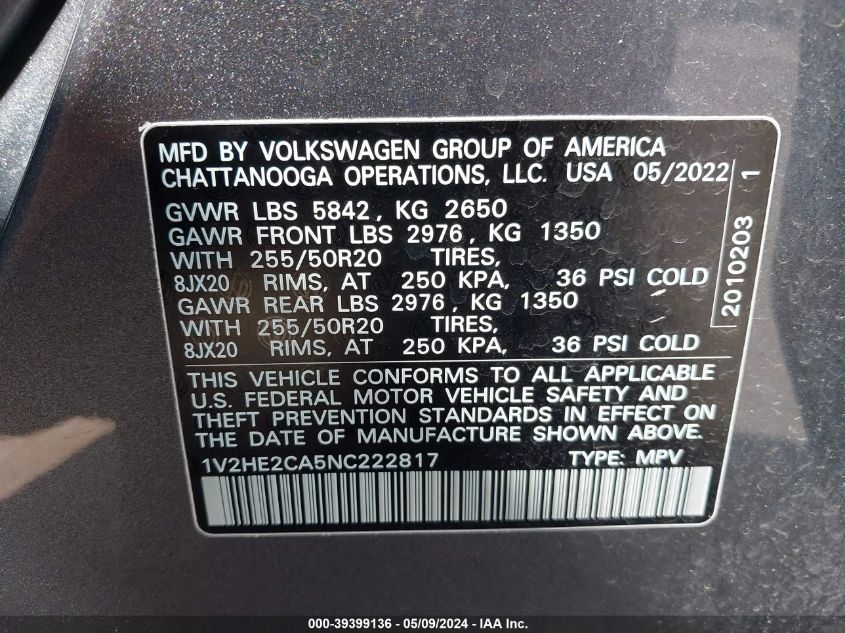 MFD BY VOLKSWAGEN GROUP OF AMERICA
CHATTANOOGA OPERATIONS, LLC. USA 05/2022
GVWR LBS 5842, KG 2650
GAWR FRONT LBS 2976, KG 1350
WITH 255/50R20 TIRES,
8JX20 RIMS, AT 250 KPA, 36 PSI COLD
GAWR REAR LBS 2976, KG 1350
WITH 255/50R20 TIRES,
8JX20 RIMS, AT 250 KPA, 36 PSI COLD
THIS VEHICLE CONFORMS TO ALL APPLICABLE
U.S. FEDERAL MOTOR VEHICLE SAFETY AND
THEFT PREVENTION STANDARDS IN EFFECT ON
THE DATE OF MANUFACTURE SHOWN ABOVE.
1V2HE2CA5NC222817 TYPE: MPV
2010203 1
000-39399136 - 05/09/2024 - IAA Inc.